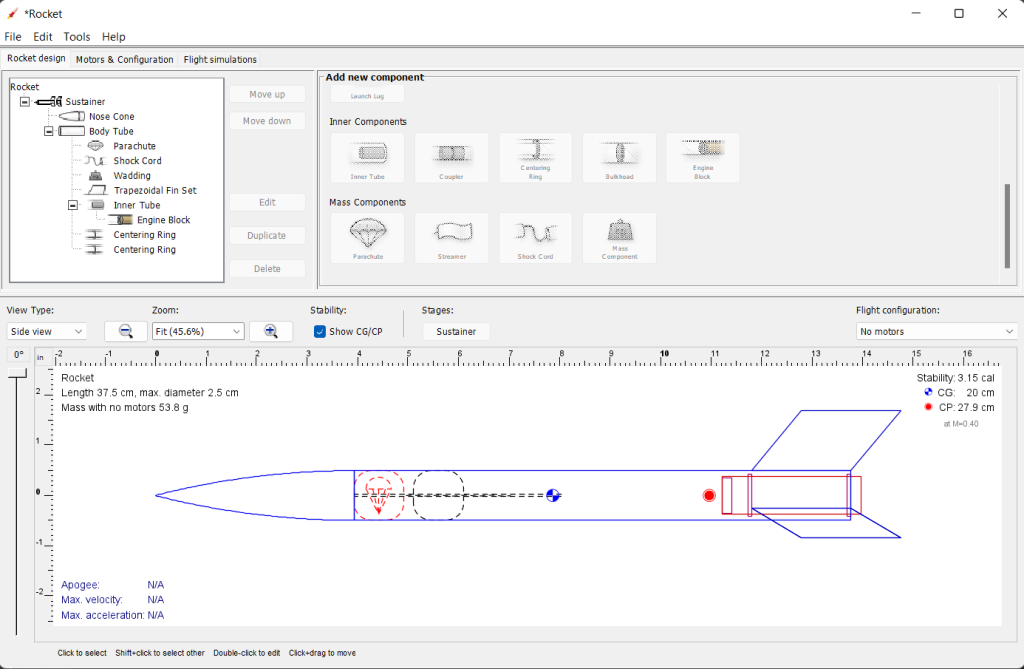 *Rocket
File Edit Tools Help
Rocket design Motors & Configuration Flight simulations
Rocket
Sustainer
Nose Cone
Body Tube
Parachute
Shock Cord
Wadding
Trapezoidal Fin Set
Inner Tube
Engine Block
Centering Ring
Centering Ring
Move up
Move down
Edit
Duplicate
Delete
Add new component
Launch Lug
Inner Components
Inner Tube
Coupler
Centering
Ring
Bulkhead
Engine
Block
Mass Components
Parachute
Streamer
Shock Cord
Mass
Component
View Type:
Side view
Zoom:
Fit (45.6%)
Stability:
Show CG/CP
Stages:
Sustainer
Flight configuration:
No motors
0°
in
-2 -1 0 1 2 3 4 5 6 7 8 9 10 11 12 13 14 15 16
2
1
0
-1
-2
Rocket
Length 37.5 cm, max. diameter 2.5 cm
Mass with no motors 53.8 g
Stability: 3.15 cal
CG: 20 cm
CP: 27.9 cm
at M=0.40
Apogee: N/A
Max. velocity: N/A
Max. acceleration: N/A
Click to select Shift+click to select other Double-click to edit Click+drag to move